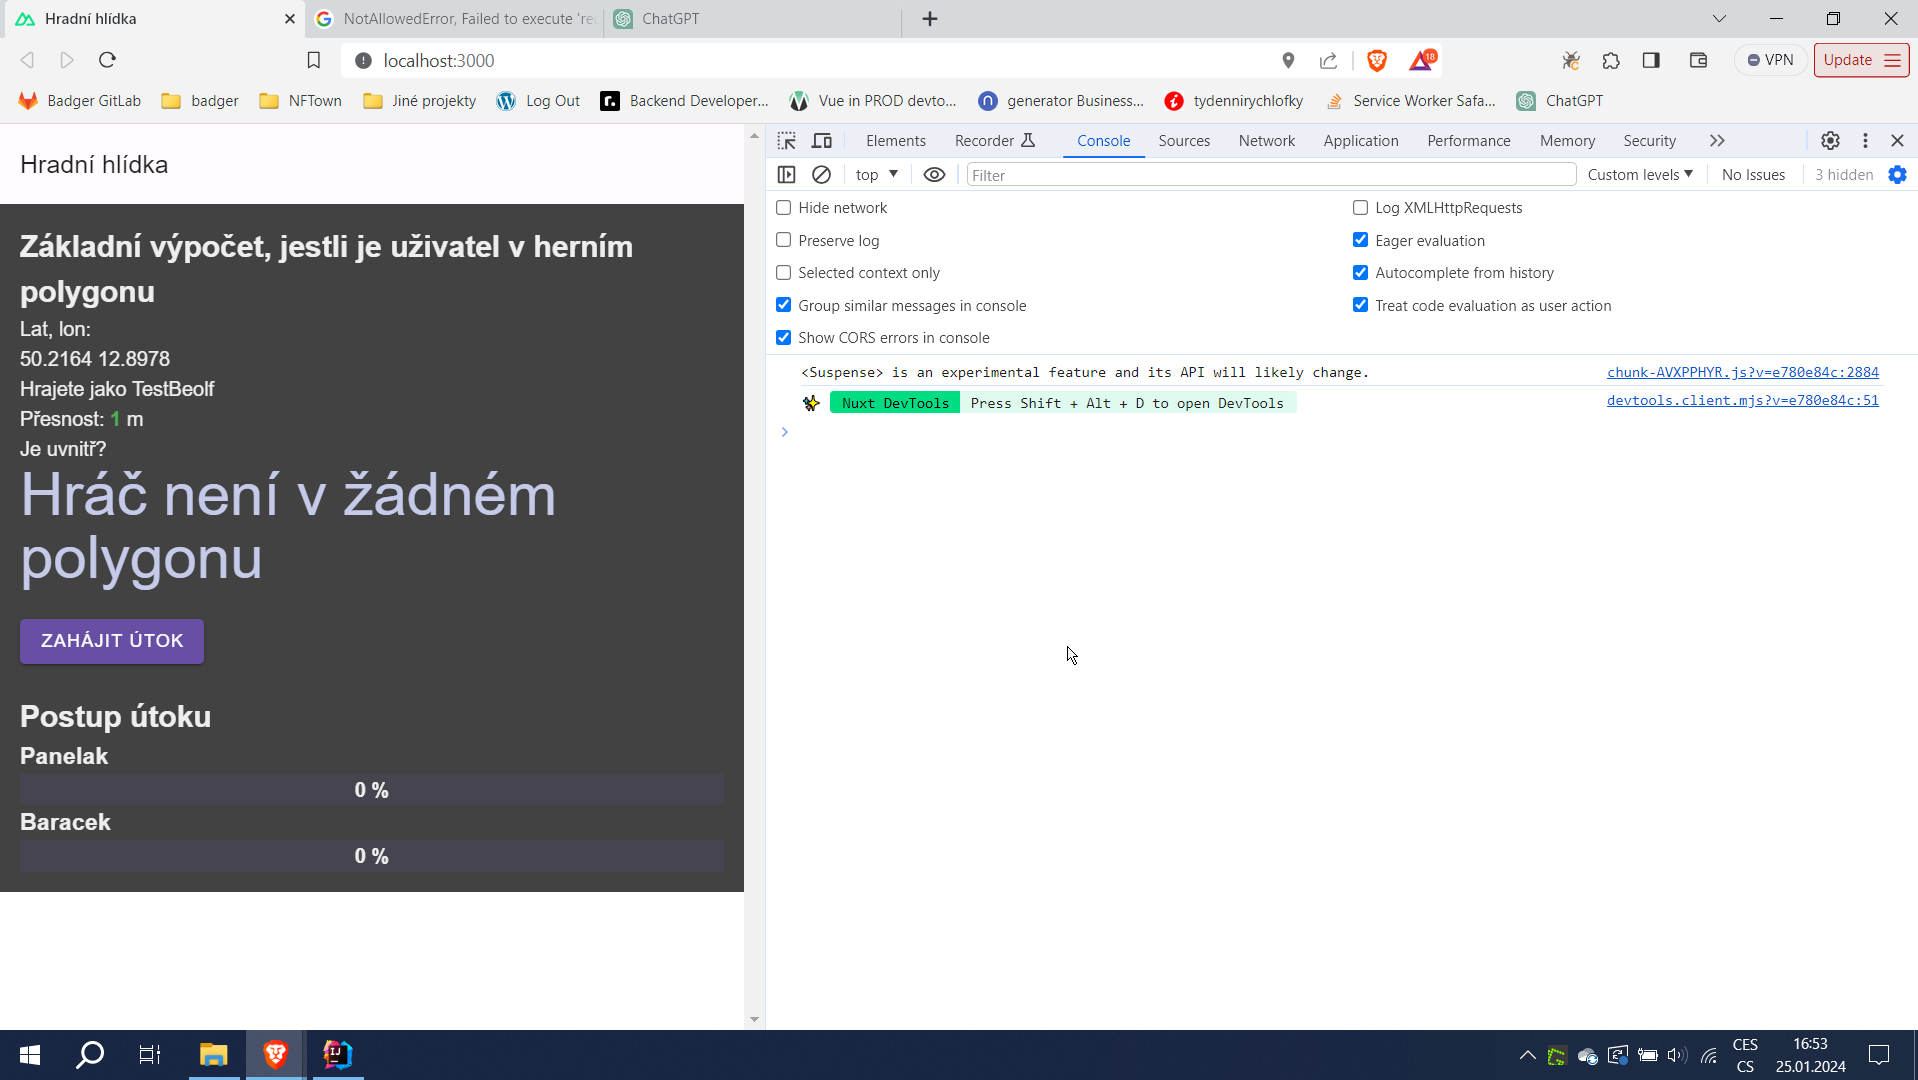 Hradní hlídka
NotAllowedError, Failed to execute 're
ChatGPT
localhost:3000
18
VPN
Update
Badger GitLab
badger
NFTown
Jiné projekty
Log Out
Backend Developer...
Vue in PROD devto...
generator Business...
tydennirychlofky
Service Worker Safa...
ChatGPT
Hradní hlídka
Základní výpočet, jestli je uživatel v herním
polygonu
Lat, lon:
50.2164 12.8978
Hrajete jako TestBeolf
Přesnost: 1 m
Je uvnitř?
Hráč není v žádném
polygonu
ZAHÁJIT ÚTOK
Postup útoku
Panelak
0 %
Baracek
0 %
Elements
Recorder
Console
Sources
Network
Application
Performance
Memory
Security
top
Filter
Custom levels
No Issues
3 hidden
Hide network
Log XMLHttpRequests
Preserve log
Eager evaluation
Selected context only
Autocomplete from history
Group similar messages in console
Treat code evaluation as user action
Show CORS errors in console
<Suspense> is an experimental feature and its API will likely change.
chunk-AVXPPHYR.js?v=e780e84c:2884
Nuxt DevTools Press Shift + Alt + D to open DevTools
devtools.client.mjs?v=e780e84c:51
CES
CS
16:53
25.01.2024